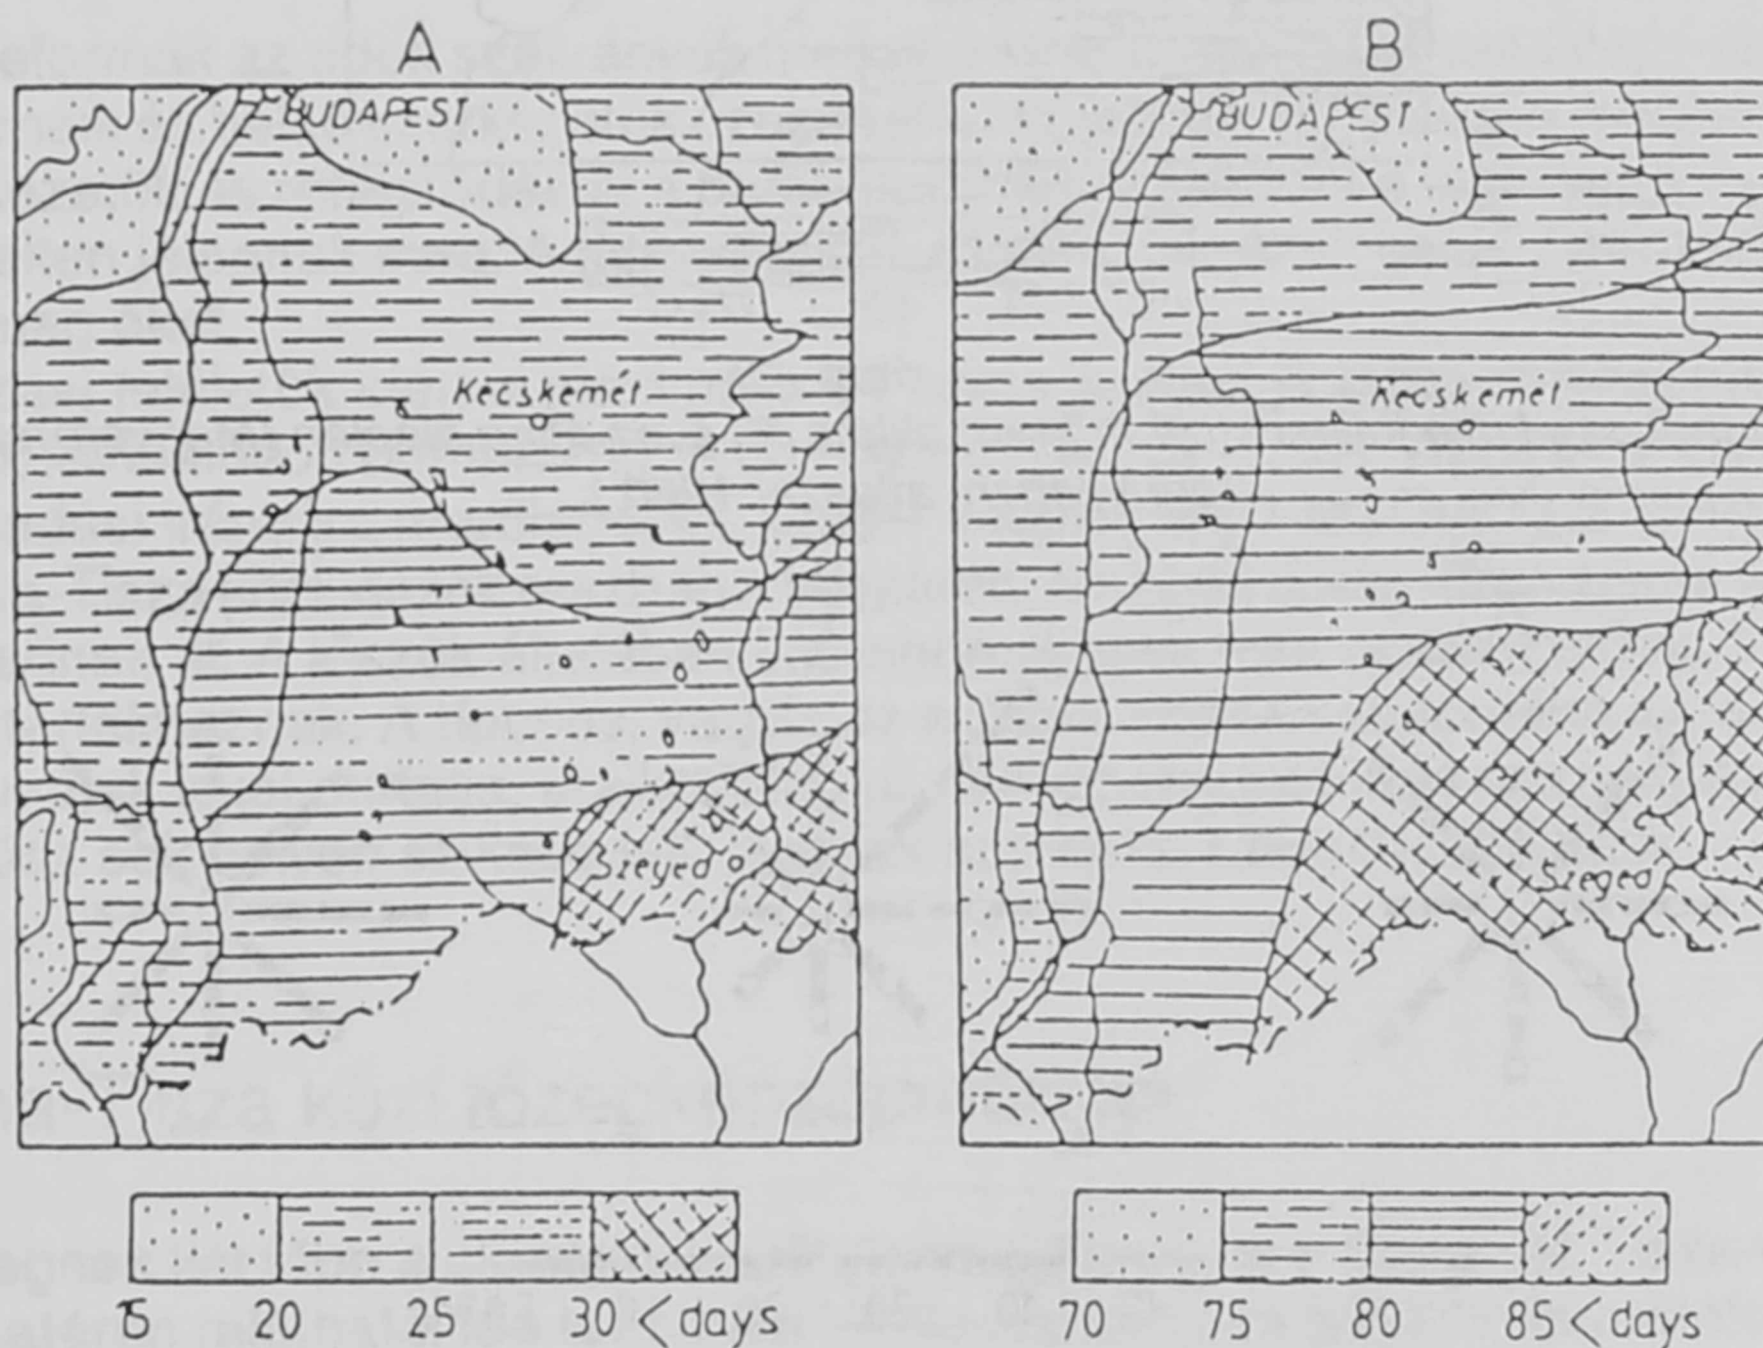 A
BUDAPEST
Kecskemét
Szeged
15 20 25 30 < days
B
BUDAPEST
Kecskemét
Szeged
70 75 80 85 < days